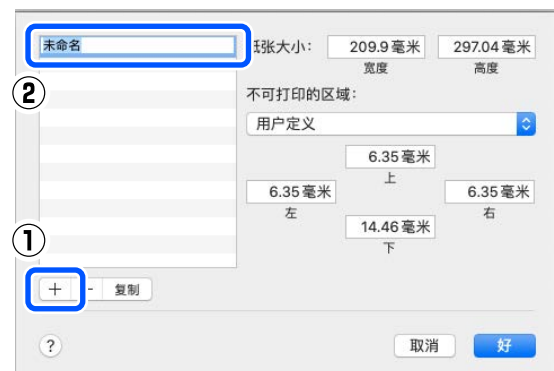 未命名
纸张大小: 209.9 毫米 297.04 毫米
宽度 高度
②
不可打印的区域:
用户定义
6.35 毫米
上
6.35 毫米 6.35 毫米
左 右
14.46 毫米
下
①
+ - 复制
? 取消 好